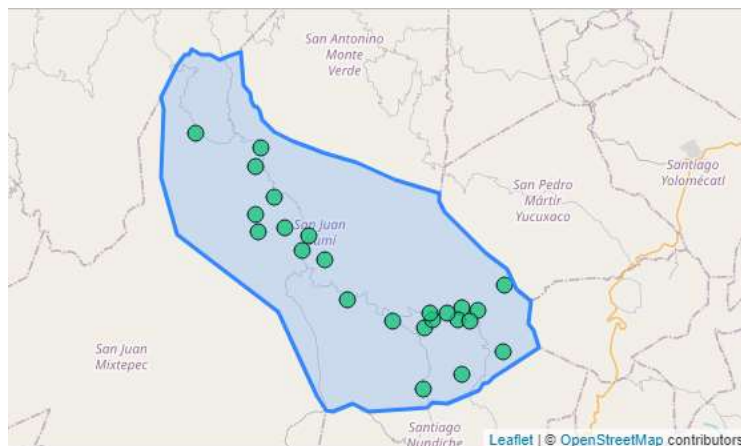 San Antonino
Monte
Verde
Santiago
Yolomécatl
San Pedro
Mártir
Yucuxaco
San Juan
San Juan
Mixtepec
Santiago
Nundiche
Leaflet | © OpenStreetMap contributors